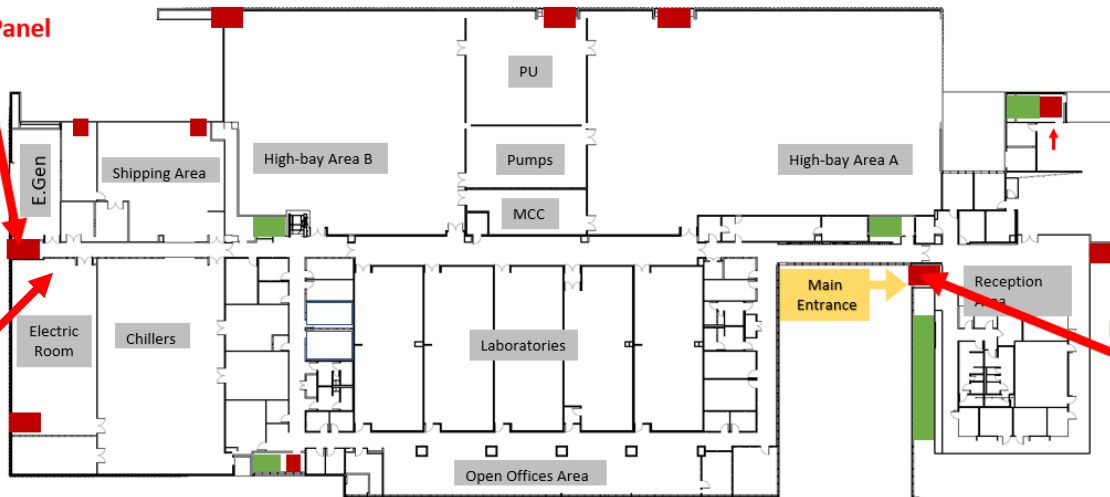 Panel
PU
E.Gen
Shipping Area
High-bay Area B
Pumps
High-bay Area A
MCC
Main
Entrance
Reception
Area
Electric
Room
Chillers
Laboratories
Open Offices Area